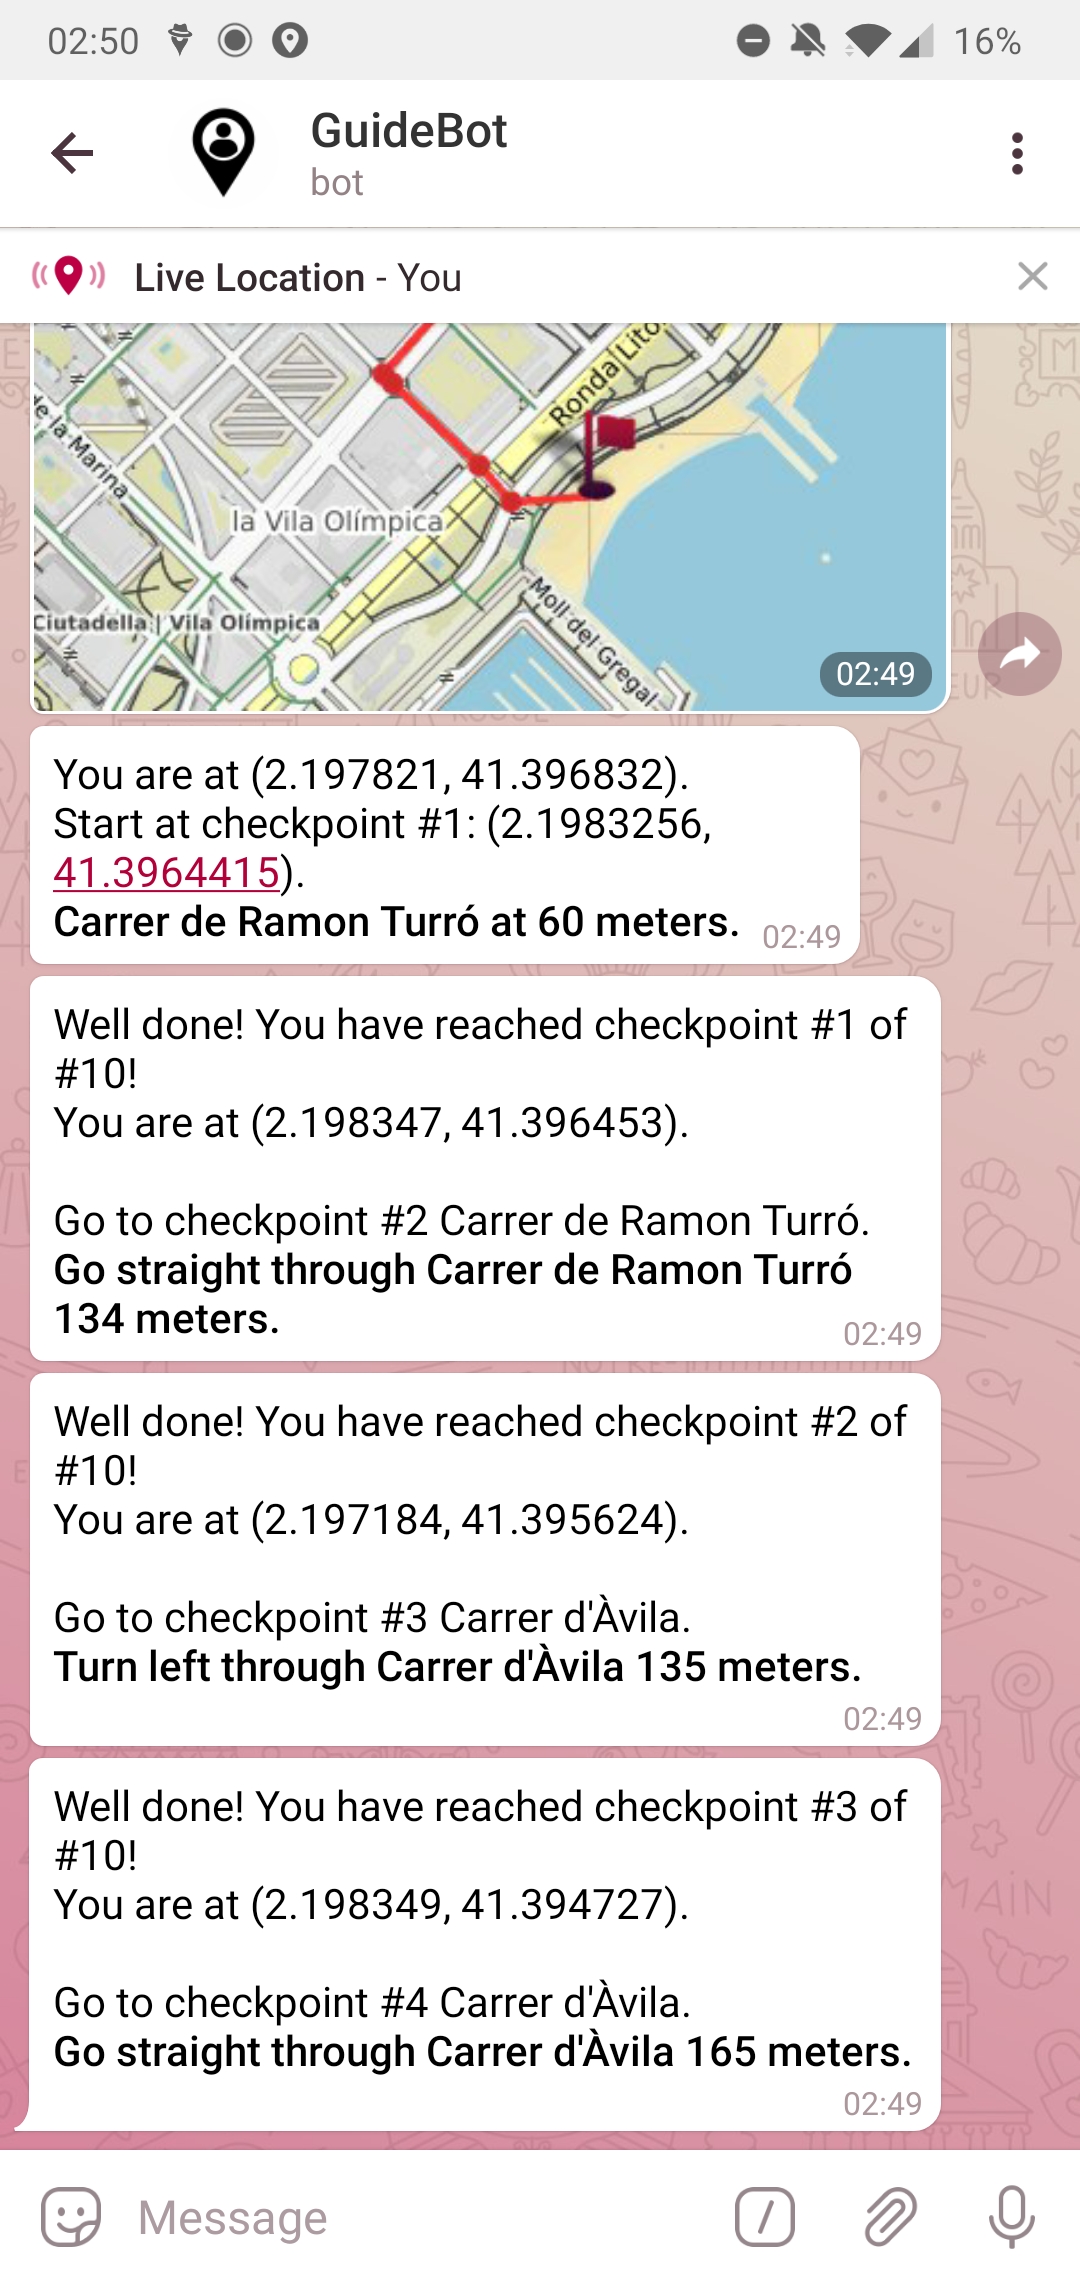 02:50
16%
GuideBot
bot
Live Location - You
Ronda Lito
de la Marina
la Vila Olímpica
Ciutadella | Vila Olímpica
Moll del Gregal
02:49
You are at (2.197821, 41.396832).
Start at checkpoint #1: (2.1983256,
41.3964415).
Carrer de Ramon Turró at 60 meters.
02:49
Well done! You have reached checkpoint #1 of
#10!
You are at (2.198347, 41.396453).
Go to checkpoint #2 Carrer de Ramon Turró.
Go straight through Carrer de Ramon Turró
134 meters.
02:49
Well done! You have reached checkpoint #2 of
#10!
You are at (2.197184, 41.395624).
Go to checkpoint #3 Carrer d'Àvila.
Turn left through Carrer d'Àvila 135 meters.
02:49
Well done! You have reached checkpoint #3 of
#10!
You are at (2.198349, 41.394727).
Go to checkpoint #4 Carrer d'Àvila.
Go straight through Carrer d'Àvila 165 meters.
02:49
Message